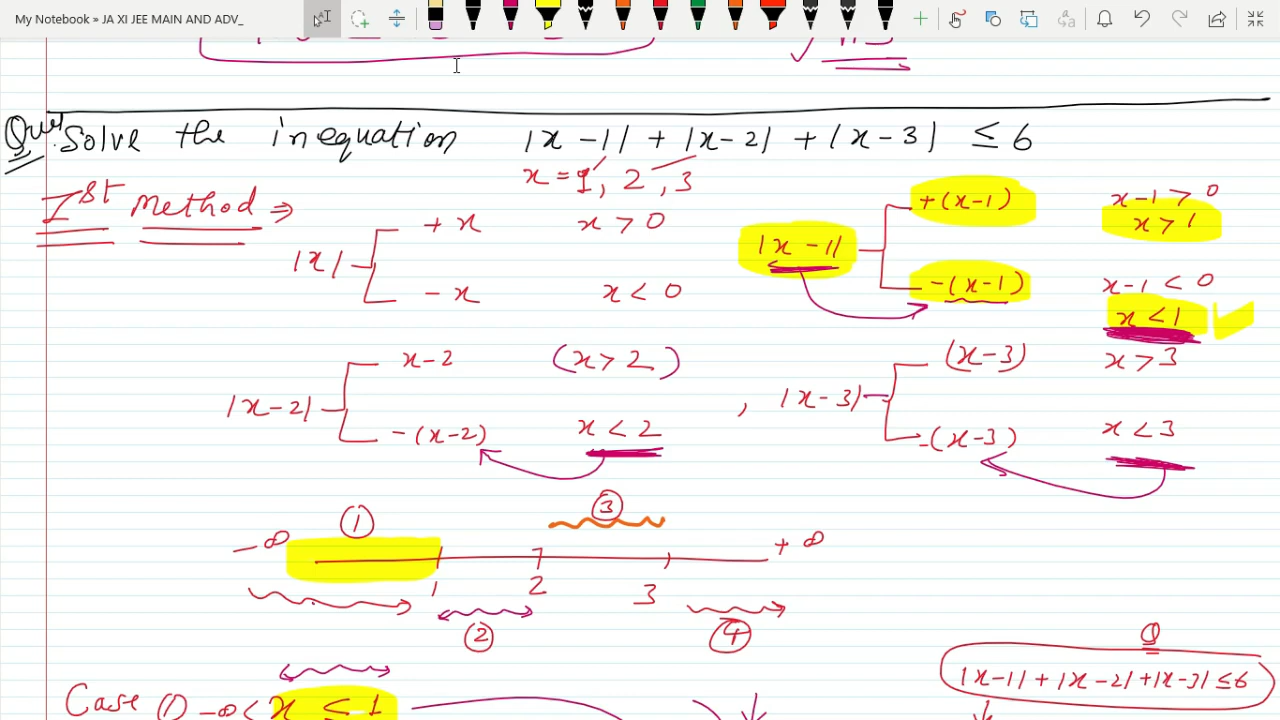 My Notebook » JA XI JEE MAIN AND ADV_
Ques. Solve the inequation |x-1| + |x-2| + |x-3| ≤ 6
x = 1, 2, 3
Ist Method ⇒
|x|
+x x > 0
-x x < 0
|x-1|
+(x-1) x-1 > 0
x > 1
-(x-1) x-1 < 0
x < 1
|x-2|
x-2 (x > 2)
-(x-2) x < 2
, |x-3|
(x-3) x > 3
-(x-3) x < 3
① ③
-∞ +∞
1 2 3
② ④
Q
|x-1| + |x-2| + |x-3| ≤ 6
Case ① -∞ < x ≤ 1